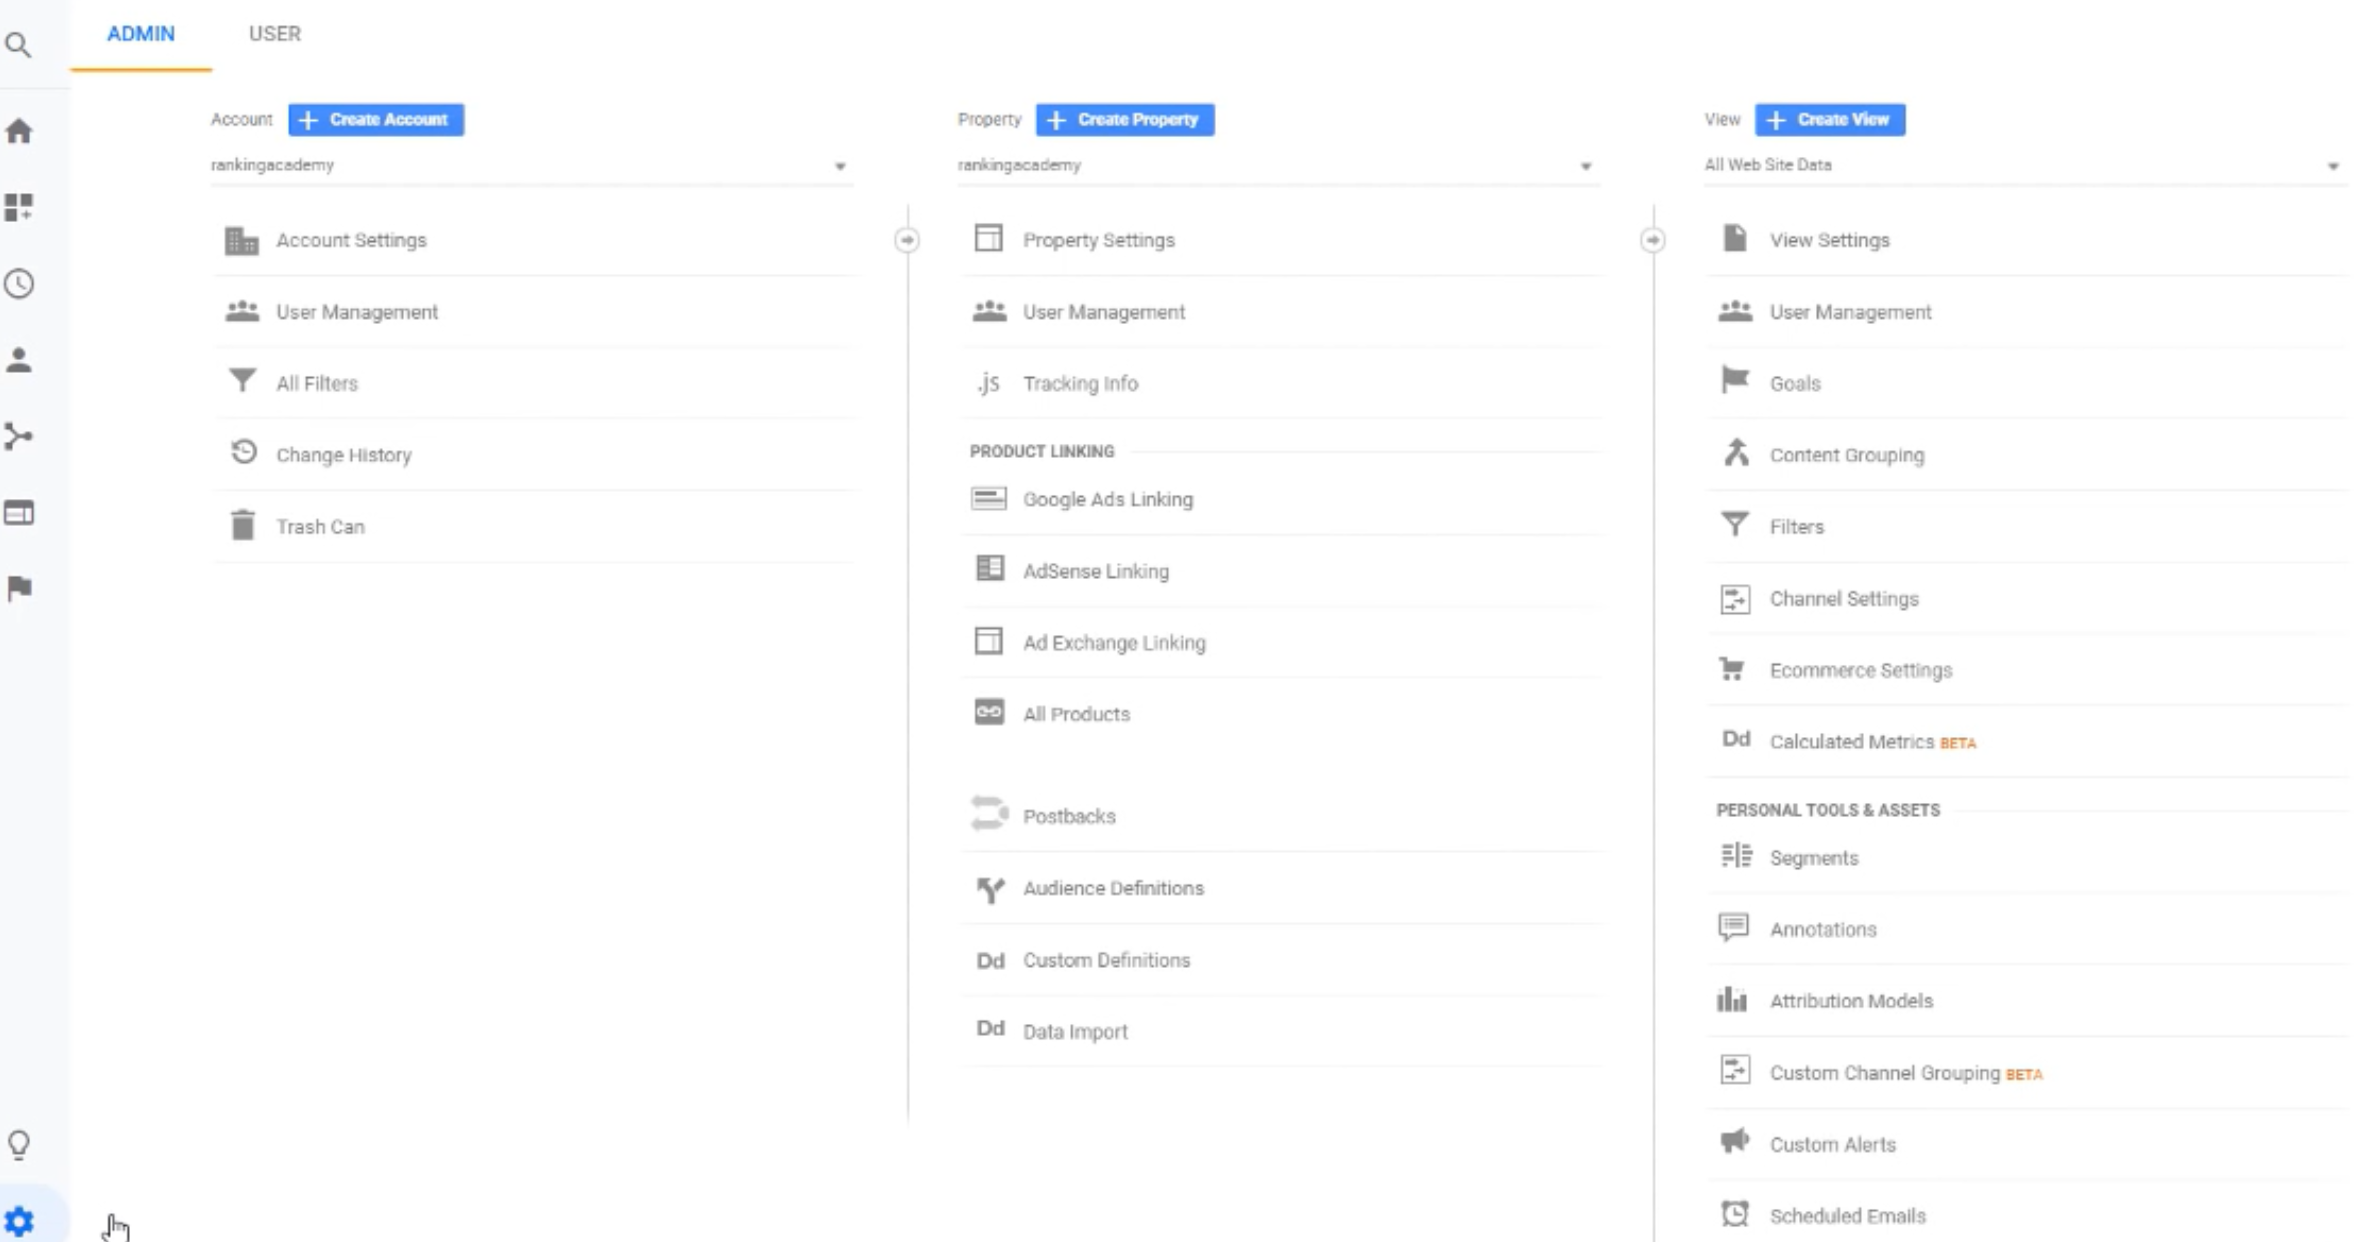 ADMIN
USER
Account
Create Account
rankingacademy
Account Settings
User Management
All Filters
Change History
Trash Can
Property
Create Property
rankingacademy
Property Settings
User Management
.js Tracking Info
PRODUCT LINKING
Google Ads Linking
AdSense Linking
Ad Exchange Linking
All Products
Postbacks
Audience Definitions
Dd Custom Definitions
Dd Data Import
View
Create View
All Web Site Data
View Settings
User Management
Goals
Content Grouping
Filters
Channel Settings
Ecommerce Settings
Dd Calculated Metrics BETA
PERSONAL TOOLS & ASSETS
Segments
Annotations
Attribution Models
Custom Channel Grouping BETA
Custom Alerts
Scheduled Emails